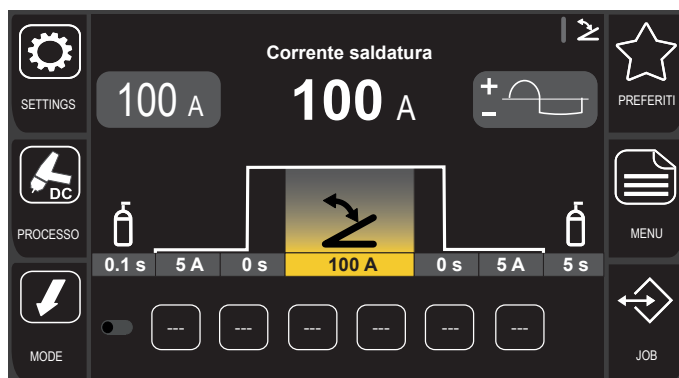 Corrente saldatura
SETTINGS
100 A
100 A
+
-
PREFERITI
DC
PROCESSO
MENU
0.1 s 5 A 0 s 100 A 0 s 5 A 5 s
--- --- --- --- --- ---
MODE
JOB